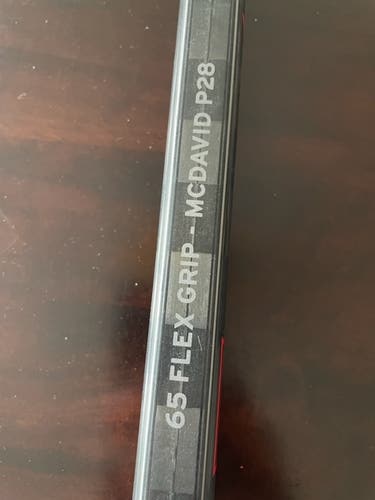 65 FLEX GRIP - MCDAVID P28